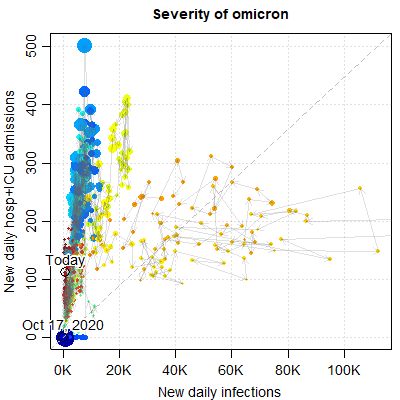 Severity of omicron
New daily hosp+ICU admissions
500
400
300
200
100
0
Today
Oct 17, 2020
0K 20K 40K 60K 80K 100K
New daily infections